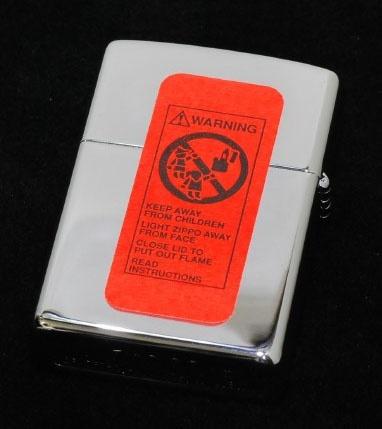 WARNING
KEEP AWAY
FROM CHILDREN
LIGHT ZIPPO AWAY
FROM FACE
CLOSE LID TO
PUT OUT FLAME
READ
INSTRUCTIONS